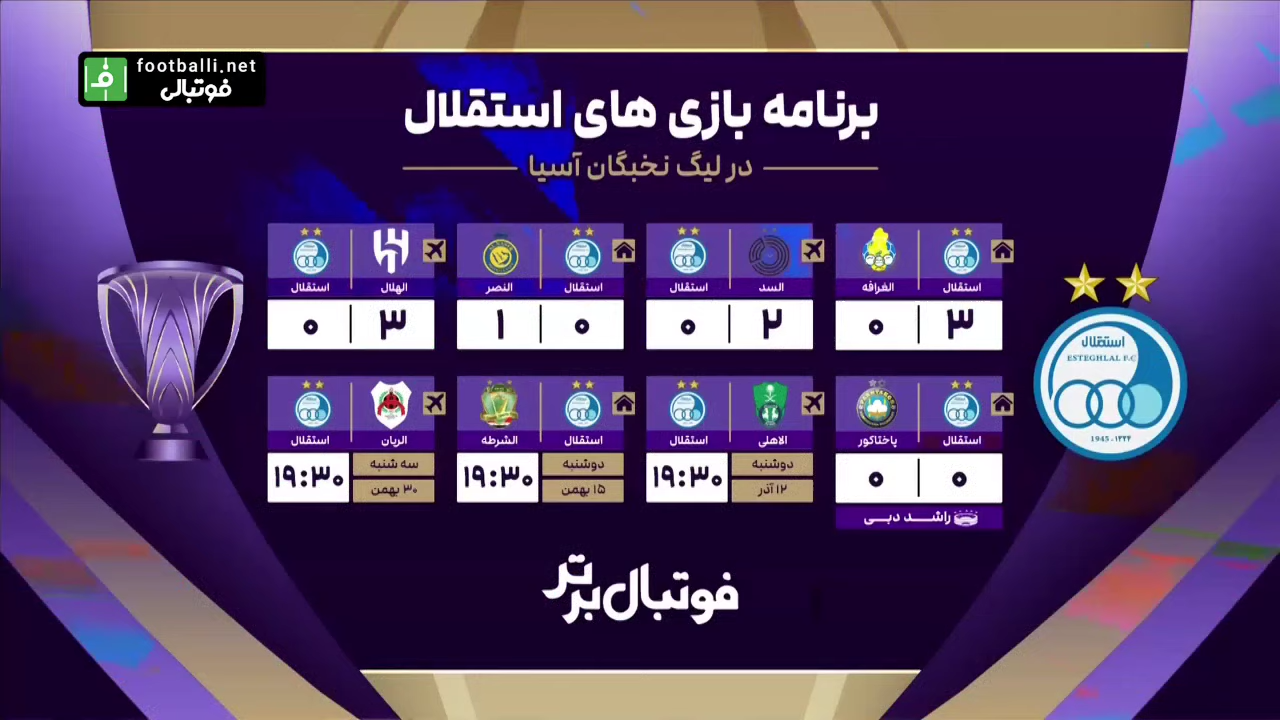 footballi.net
فوتبالی
برنامه بازی های استقلال
در لیگ نخبگان آسیا
استقلال | الغرافه
۳ | ۰
السد | استقلال
۲ | ۰
استقلال | النصر
۰ | ۱
الهلال | استقلال
۳ | ۰
استقلال | پاختاکور
۰ | ۰
راشد دبی
الاهلی | استقلال
دوشنبه
۱۲ آذر
۱۹:۳۰
استقلال | الشرطه
دوشنبه
۱۵ بهمن
۱۹:۳۰
الریان | استقلال
سه شنبه
۳۰ بهمن
۱۹:۳۰
استقلال
ESTEGHLAL F.C
1945 - ۱۳۲۴
فوتبال برتر